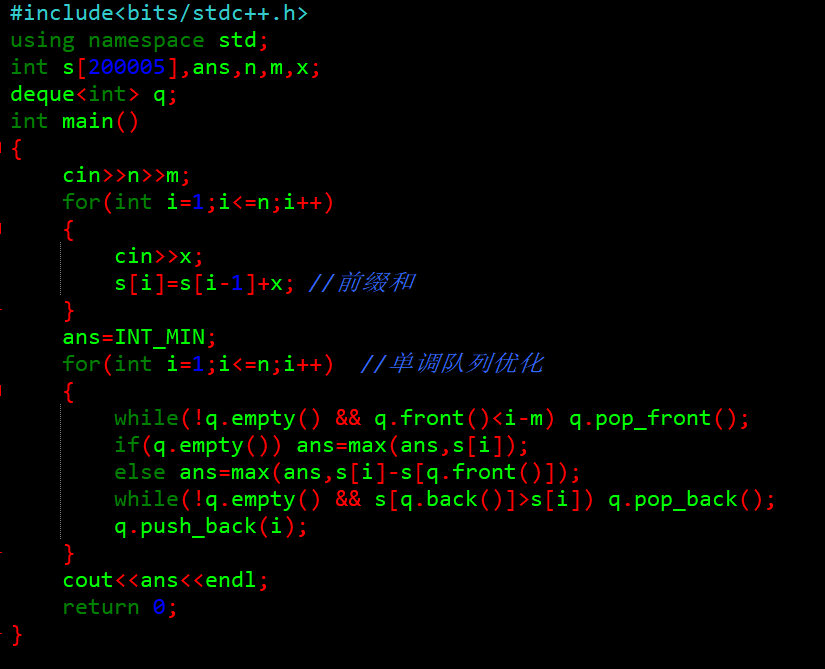 #include<bits/stdc++.h>
using namespace std;
int s[200005],ans,n,m,x;
deque<int> q;
int main()
{
    cin>>n>>m;
    for(int i=1;i<=n;i++)
    {
        cin>>x;
        s[i]=s[i-1]+x; //前缀和
    }
    ans=INT_MIN;
    for(int i=1;i<=n;i++)  //单调队列优化
    {
        while(!q.empty() && q.front()<i-m) q.pop_front();
        if(q.empty()) ans=max(ans,s[i]);
        else ans=max(ans,s[i]-s[q.front()]);
        while(!q.empty() && s[q.back()]>s[i]) q.pop_back();
        q.push_back(i);
    }
    cout<<ans<<endl;
    return 0;
}